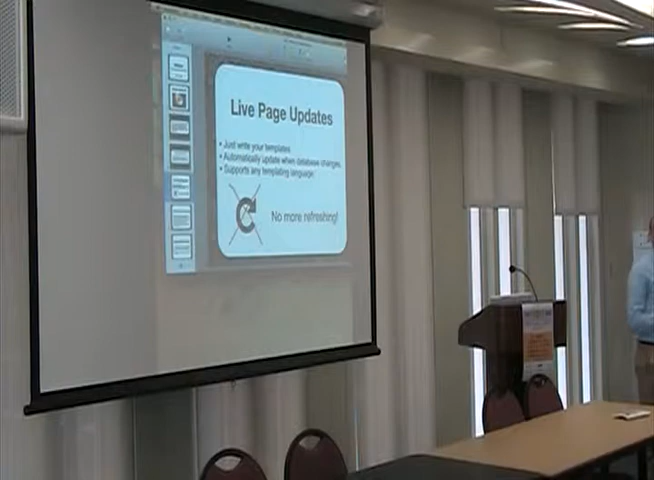 Live Page Updates
• Just write your templates
• Automatically update when database changes
• Supports any templating language
No more refreshing!